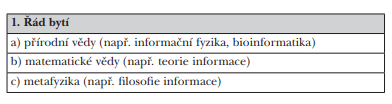 1. Řád bytí
a) přírodní vědy (např. informační fyzika, bioinformatika)
b) matematické vědy (např. teorie informace)
c) metafyzika (např. filosofie informace)